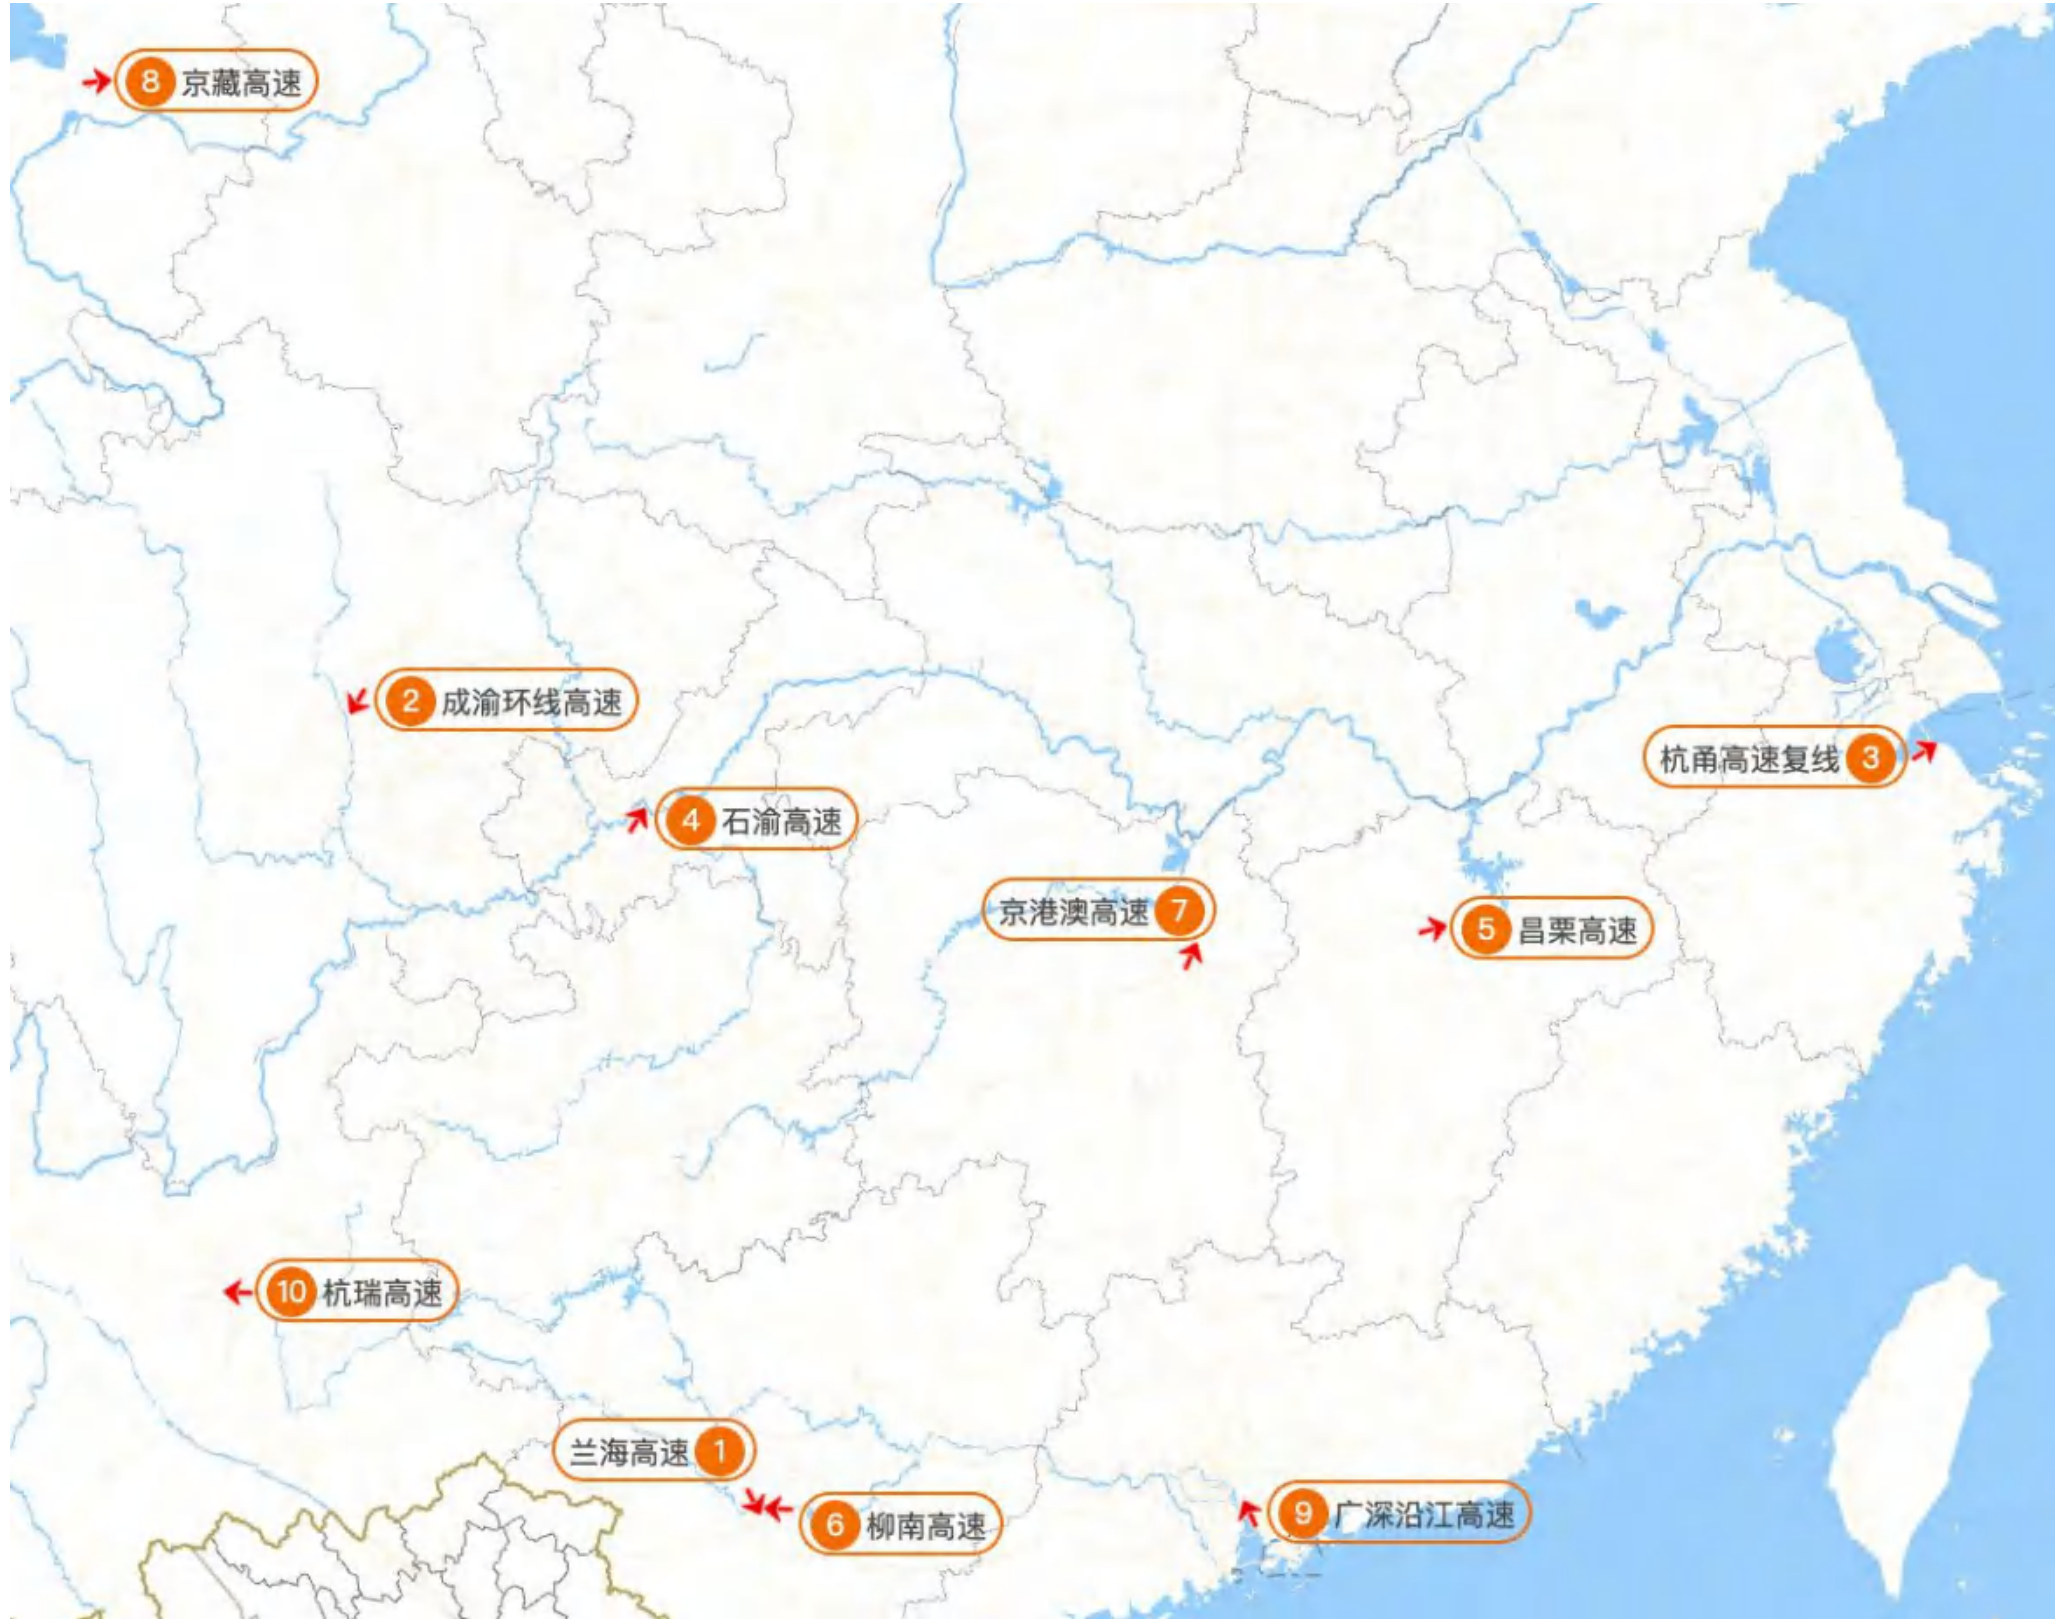 8 京藏高速
2 成渝环线高速
杭甬高速复线 3
4 石渝高速
京港澳高速 7
5 昌栗高速
10 杭瑞高速
兰海高速 1
6 柳南高速
9 广深沿江高速